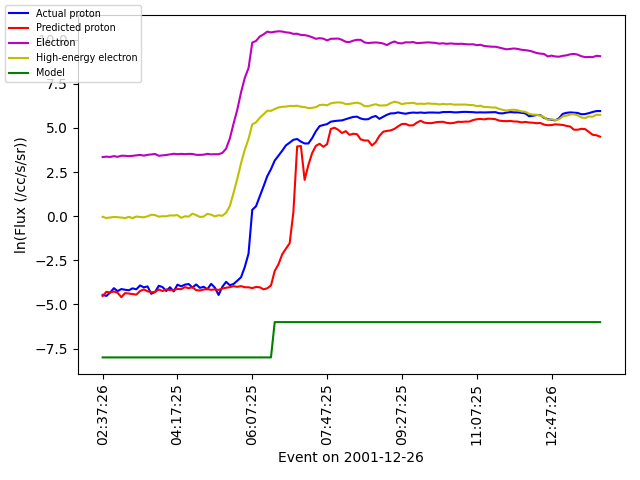 Actual proton
Predicted proton
Electron
High-energy electron
Model
7.5
5.0
2.5
0.0
−2.5
−5.0
−7.5
ln(Flux (/cc/s/sr))
02:37:26
04:17:25
06:07:25
07:47:25
09:27:25
11:07:25
12:47:26
Event on 2001-12-26